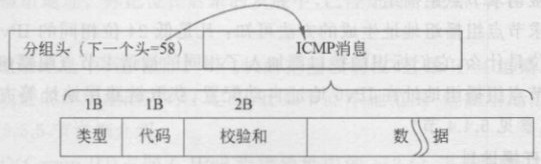 分组头（下一个头=58）
ICMP消息
1B 1B 2B
类型 代码 校验和 数 据